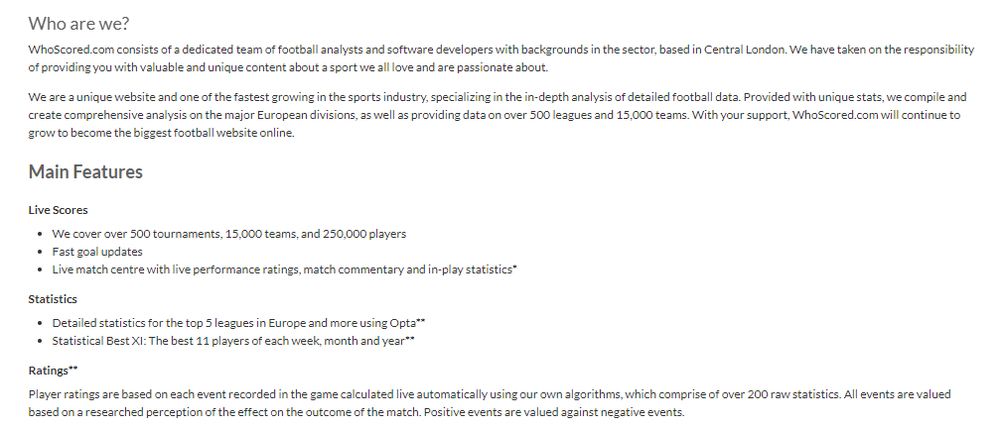 Who are we?
WhoScored.com consists of a dedicated team of football analysts and software developers with backgrounds in the sector, based in Central London. We have taken on the responsibility
of providing you with valuable and unique content about a sport we all love and are passionate about.
We are a unique website and one of the fastest growing in the sports industry, specializing in the in-depth analysis of detailed football data. Provided with unique stats, we compile and
create comprehensive analysis on the major European divisions, as well as providing data on over 500 leagues and 15,000 teams. With your support, WhoScored.com will continue to
grow to become the biggest football website online.
Main Features
Live Scores
• We cover over 500 tournaments, 15,000 teams, and 250,000 players
• Fast goal updates
• Live match centre with live performance ratings, match commentary and in-play statistics*
Statistics
• Detailed statistics for the top 5 leagues in Europe and more using Opta**
• Statistical Best XI: The best 11 players of each week, month and year**
Ratings**
Player ratings are based on each event recorded in the game calculated live automatically using our own algorithms, which comprise of over 200 raw statistics. All events are valued
based on a researched perception of the effect on the outcome of the match. Positive events are valued against negative events.